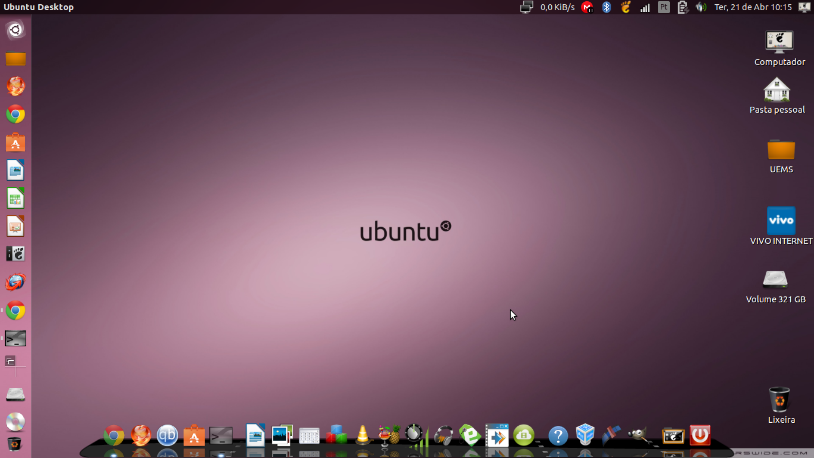 Ubuntu Desktop
0,0 KiB/s
Pt
Ter, 21 de Abr 10:15
Computador
Pasta pessoal
UEMS
vivo
VIVO INTERNET
ubuntu
Volume 321 GB
Lixeira
qb